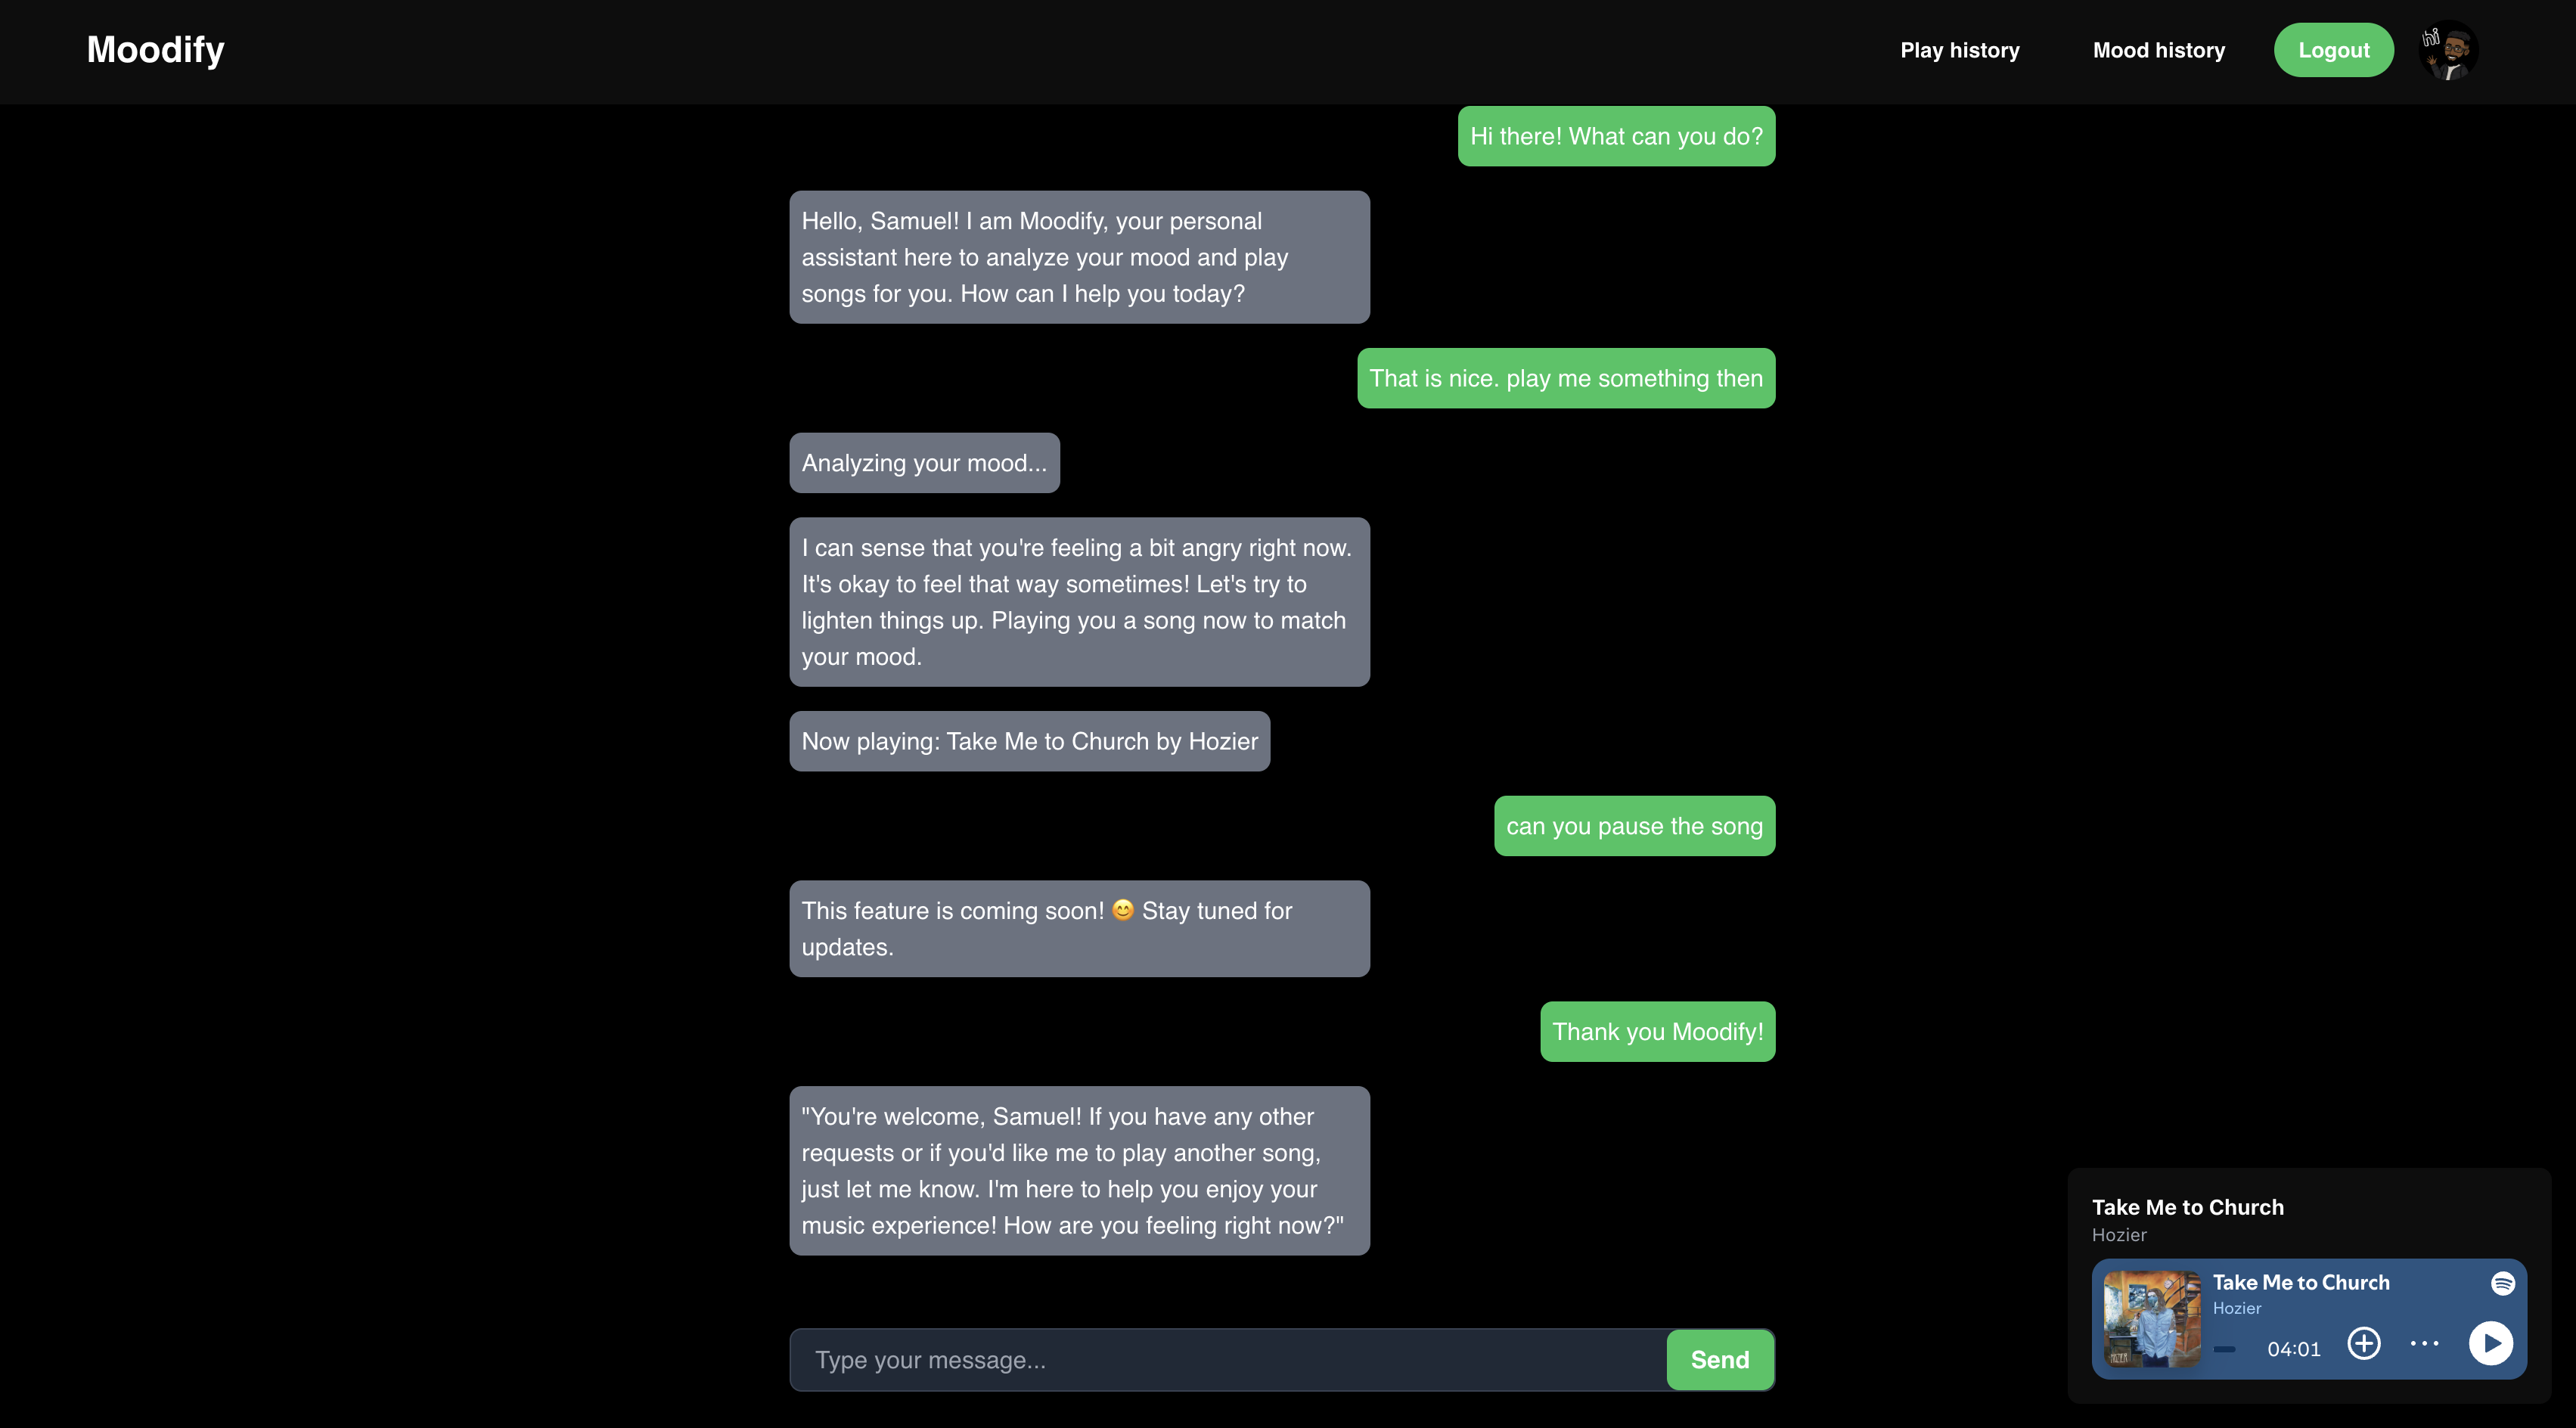 Moodify
Play history
Mood history
Logout
hi
Hi there! What can you do?
Hello, Samuel! I am Moodify, your personal
assistant here to analyze your mood and play
songs for you. How can I help you today?
That is nice. play me something then
Analyzing your mood...
I can sense that you're feeling a bit angry right now.
It's okay to feel that way sometimes! Let's try to
lighten things up. Playing you a song now to match
your mood.
Now playing: Take Me to Church by Hozier
can you pause the song
This feature is coming soon! 😊 Stay tuned for
updates.
Thank you Moodify!
"You're welcome, Samuel! If you have any other
requests or if you'd like me to play another song,
just let me know. I'm here to help you enjoy your
music experience! How are you feeling right now?"
Type your message...
Send
Take Me to Church
Hozier
Take Me to Church
Hozier
04:01
HOZIER